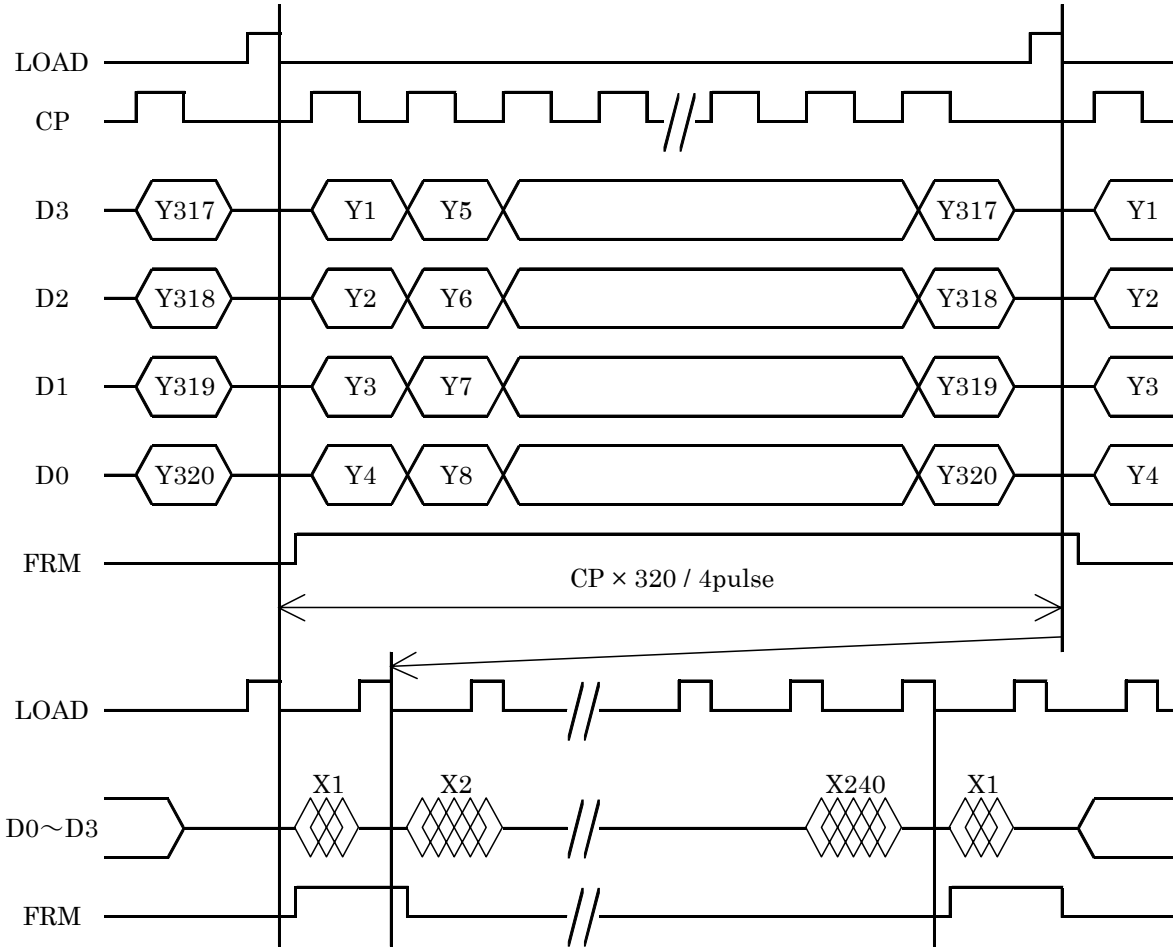 LOAD
CP
D3 Y317 Y1 Y5 Y317 Y1
D2 Y318 Y2 Y6 Y318 Y2
D1 Y319 Y3 Y7 Y319 Y3
D0 Y320 Y4 Y8 Y320 Y4
FRM
CP × 320 / 4pulse
LOAD
X1 X2 X240 X1
D0～D3
FRM